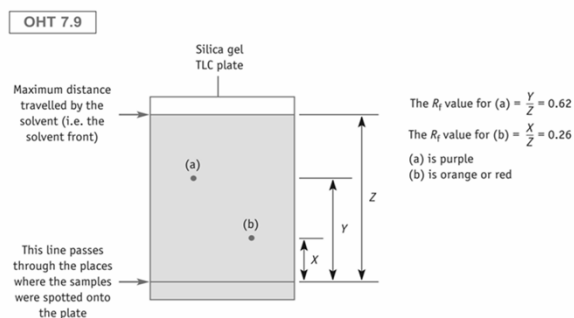 OHT 7.9
Silica gel
TLC plate
Maximum distance
travelled by the
solvent (i.e. the
solvent front)
The Rf value for (a) = Y/Z = 0.62
The Rf value for (b) = X/Z = 0.26
(a) is purple
(b) is orange or red
(a)
Z
(b)
Y
X
This line passes
through the places
where the samples
were spotted onto
the plate